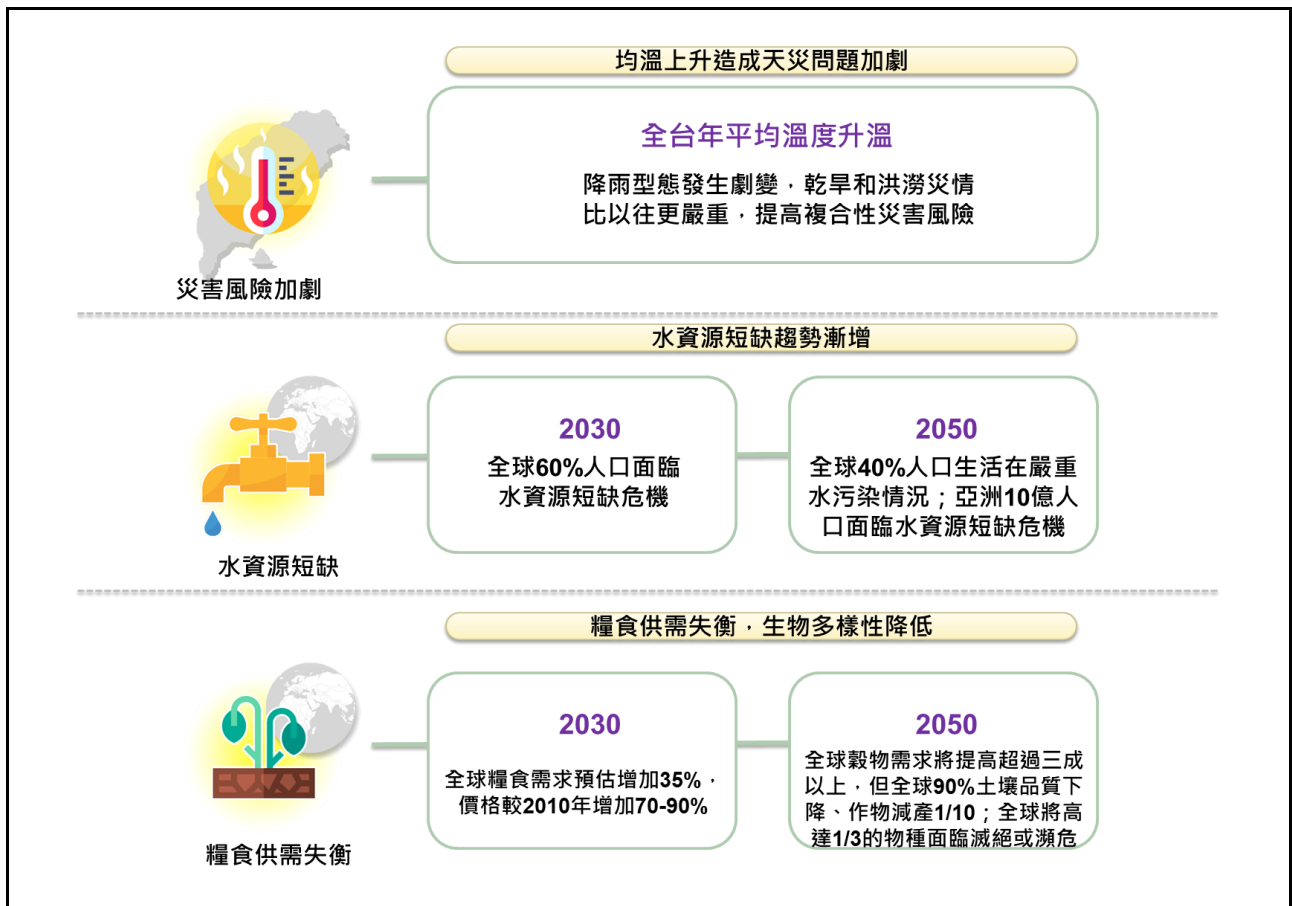 均溫上升造成天災問題加劇
全台年平均溫度升溫
降雨型態發生劇變，乾旱和洪澇災情
比以往更嚴重，提高複合性災害風險
災害風險加劇
水資源短缺趨勢漸增
2030
全球60%人口面臨
水資源短缺危機
2050
全球40%人口生活在嚴重
水污染情況；亞洲10億人
口面臨水資源短缺危機
水資源短缺
糧食供需失衡，生物多樣性降低
2030
全球糧食需求預估增加35%，
價格較2010年增加70-90%
2050
全球穀物需求將提高超過三成
以上，但全球90%土壤品質下
降、作物減產1/10；全球將高
達1/3的物種面臨滅絕或瀕危
糧食供需失衡